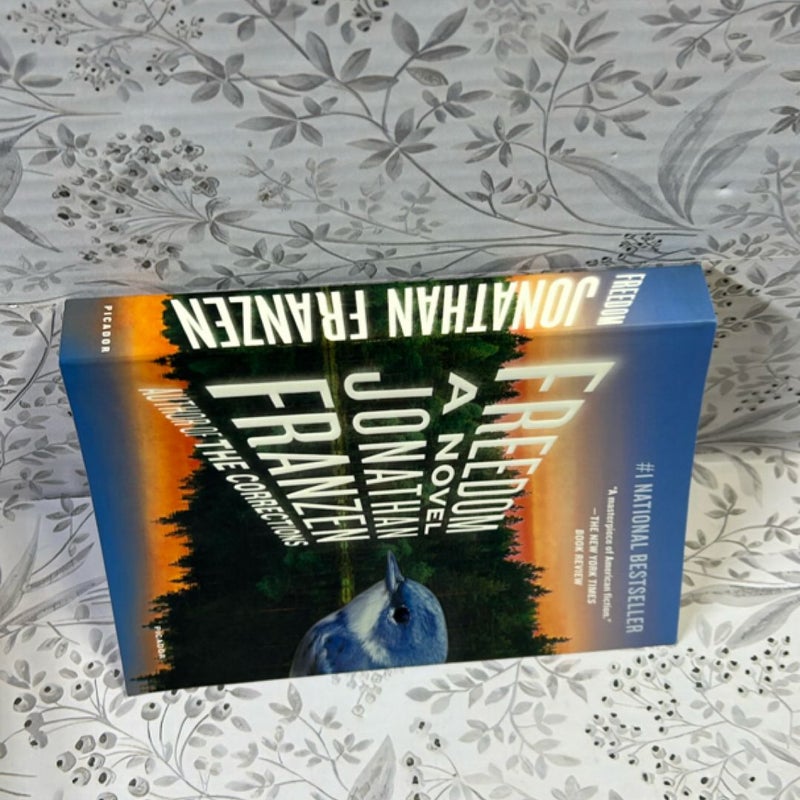 FREEDOM
JONATHAN FRANZEN
PICADOR
#1 NATIONAL BESTSELLER
"A masterpiece of American fiction."
—THE NEW YORK TIMES
BOOK REVIEW
FREEDOM
A NOVEL
JONATHAN
FRANZEN
AUTHOR OF THE CORRECTIONS
PICADOR